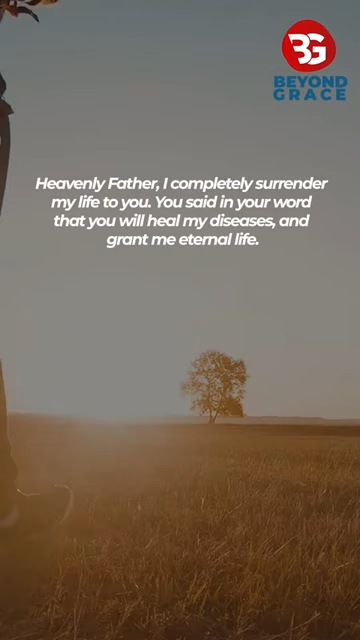 BG
BEYOND
GRACE
Heavenly Father, I completely surrender
my life to you. You said in your word
that you will heal my diseases, and
grant me eternal life.